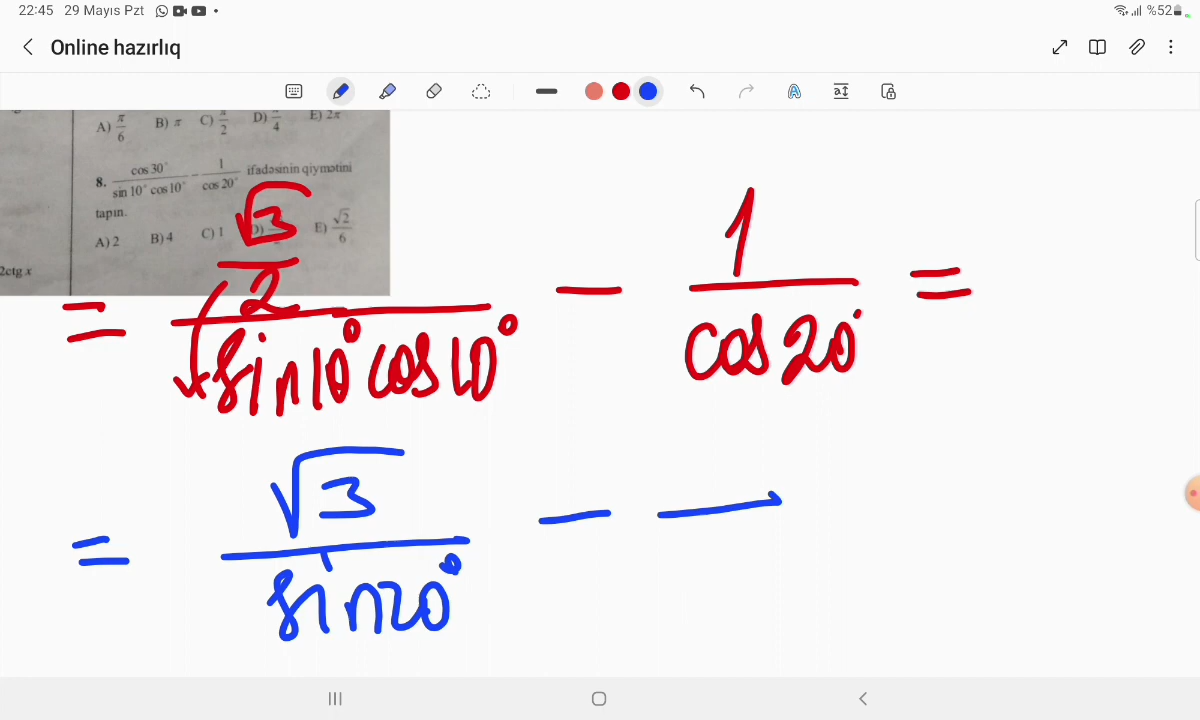 22:45 29 Mayıs Pzt %52
Online hazırlıq
A) π/6 B) π C) π/2 D) π/4 E) 2π
8. cos 30°/(sin 10° cos 10°) − 1/cos 20° ifadəsinin qiymətini
tapın.
A) 2 B) 4 C) 1 D) E) √2/6
2ctg x
= (√3/2)/(sin10° cos10°) − 1/cos20° =
= √3/sin20° − —